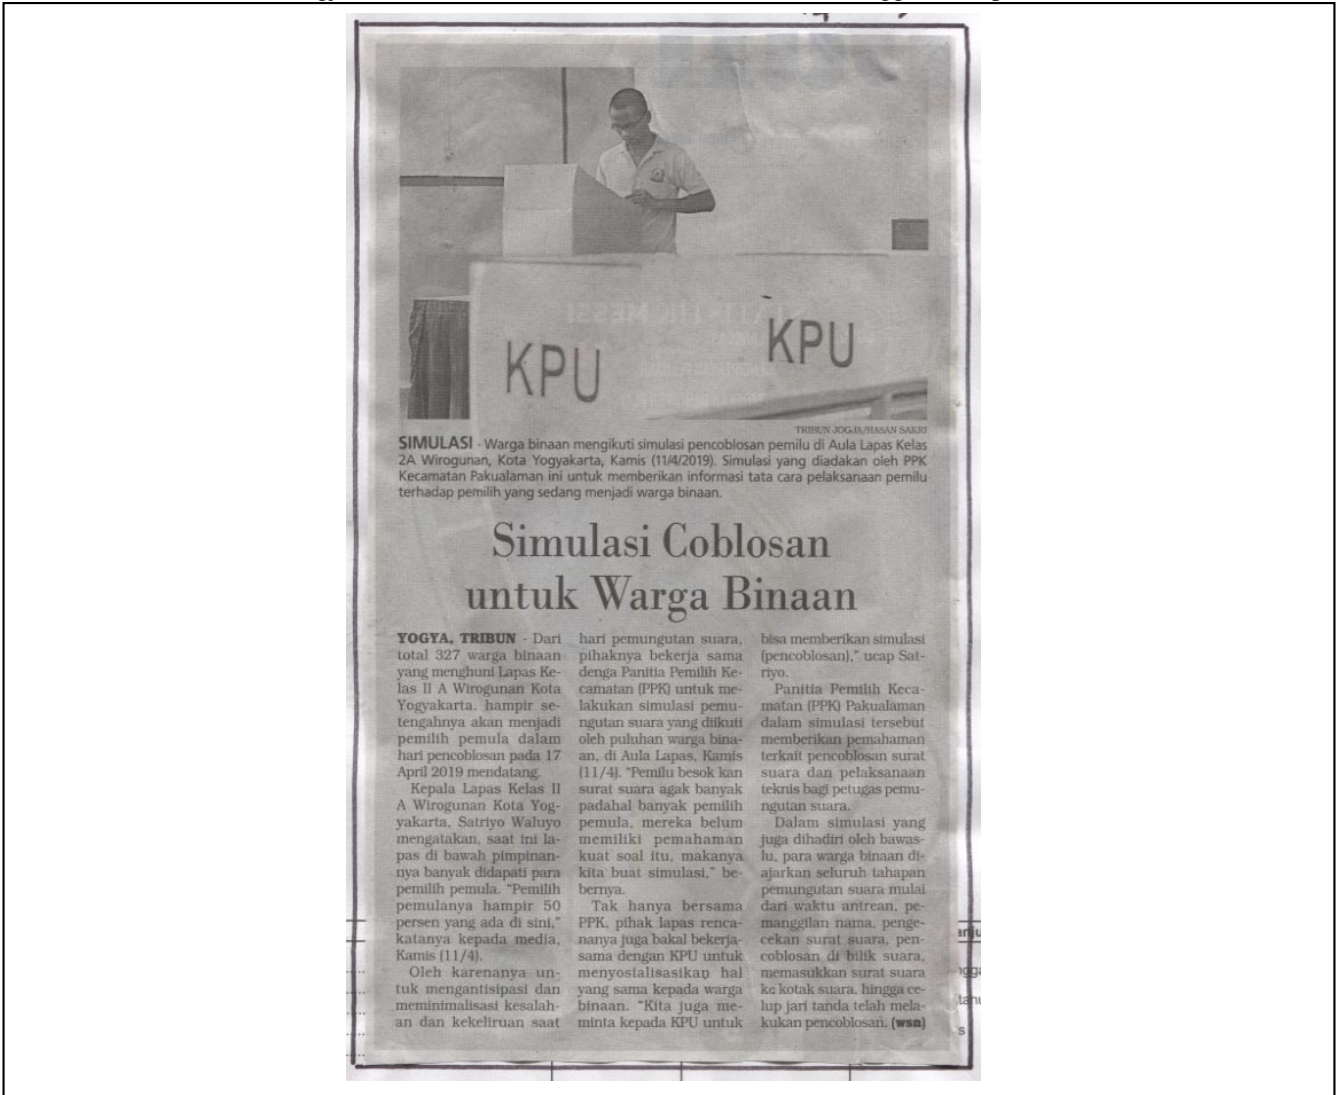 KPU
KPU
TRIBUN JOGJA/HASAN SAKRI
SIMULASI - Warga binaan mengikuti simulasi pencoblosan pemilu di Aula Lapas Kelas
2A Wirogunan, Kota Yogyakarta, Kamis (11/4/2019). Simulasi yang diadakan oleh PPK
Kecamatan Pakualaman ini untuk memberikan informasi tata cara pelaksanaan pemilu
terhadap pemilih yang sedang menjadi warga binaan.
Simulasi Coblosan
untuk Warga Binaan
YOGYA, TRIBUN - Dari
total 327 warga binaan
yang menghuni Lapas Ke-
las II A Wirogunan Kota
Yogyakarta. hampir se-
tengahnya akan menjadi
pemilih pemula dalam
hari pencoblosan pada 17
April 2019 mendatang.
Kepala Lapas Kelas II
A Wirogunan Kota Yog-
yakarta, Satriyo Waluyo
mengatakan, saat ini la-
pas di bawah pimpinan-
nya banyak didapati para
pemilih pemula. "Pemilih
pemulanya hampir 50
persen yang ada di sini,"
katanya kepada media,
Kamis (11/4).
Oleh karenanya un-
tuk mengantisipasi dan
meminimalisasi kesalah-
an dan kekeliruan saat
hari pemungutan suara,
pihaknya bekerja sama
denga Panitia Pemilih Ke-
camatan (PPK) untuk me-
lakukan simulasi pemu-
ngutan suara yang diikuti
oleh puluhan warga bina-
an, di Aula Lapas, Kamis
(11/4). "Pemilu besok kan
surat suara agak banyak
padahal banyak pemilih
pemula, mereka belum
memiliki pemahaman
kuat soal itu, makanya
kita buat simulasi," be-
bernya.
Tak hanya bersama
PPK, pihak lapas renca-
nanya juga bakal bekerja-
sama dengan KPU untuk
menyosialisasikan hal
yang sama kepada warga
binaan. "Kita juga me-
minta kepada KPU untuk
bisa memberikan simulasi
(pencoblosan)," ucap Sat-
riyo.
Panitia Pemilih Keca-
matan (PPK) Pakualaman
dalam simulasi tersebut
memberikan pemahaman
terkait pencoblosan surat
suara dan pelaksanaan
teknis bagi petugas pemu-
ngutan suara.
Dalam simulasi yang
juga dihadiri oleh bawas-
lu, para warga binaan di-
ajarkan seluruh tahapan
pemungutan suara mulai
dari waktu antrean, pe-
manggilan nama, penge-
cekan surat suara, pen-
coblosan di bilik suara,
memasukkan surat suara
ke kotak suara, hingga ce-
lup jari tanda telah mela-
kukan pencoblosan. (wsn)